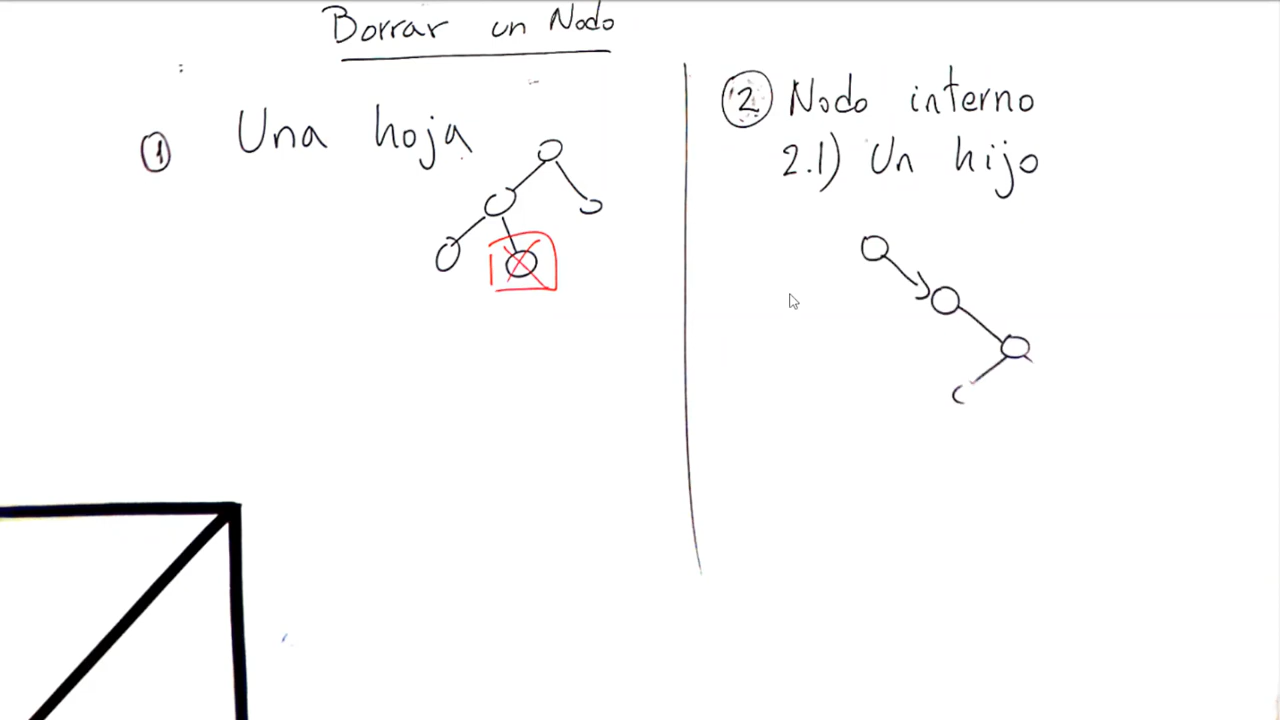 Borrar un Nodo
1 Una hoja
2 Nodo interno
2.1) Un hijo